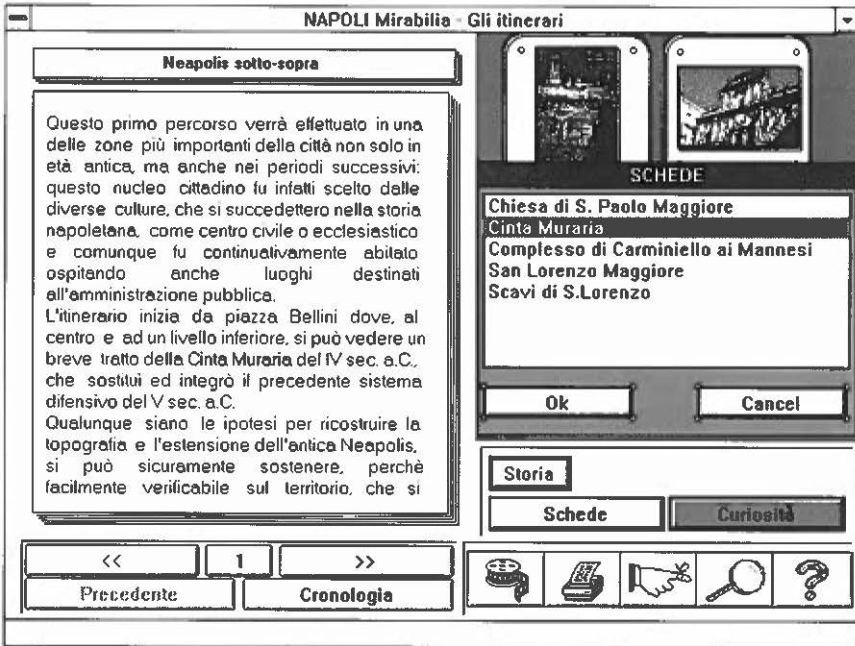 NAPOLI Mirabilia - Gli itinerari
Neapolis sotto-sopra
Questo primo percorso verrà effettuato in una
delle zone più importanti della città non solo in
età antica, ma anche nei periodi successivi:
questo nucleo cittadino fu infatti scelto dalle
diverse culture, che si succedettero nella storia
napoletana, come centro civile o ecclesiastico
e comunque fu continuativamente abitato
ospitando anche luoghi destinati
all'amministrazione pubblica.
L'itinerario inizia da piazza Bellini dove, al
centro e ad un livello inferiore, si può vedere un
breve tratto della Cinta Muraria del IV sec. a.C.,
che sostituì ed integrò il precedente sistema
difensivo del V sec. a.C.
Qualunque siano le ipotesi per ricostruire la
topografia e l'estensione dell'antica Neapolis,
si può sicuramente sostenere, perchè
facilmente verificabile sul territorio, che si
<< 1 >>
Precedente Cronologia
SCHEDE
Chiesa di S. Paolo Maggiore
Cinta Muraria
Complesso di Carminiello ai Mannesi
San Lorenzo Maggiore
Scavi di S.Lorenzo
Ok Cancel
Storia
Schede Curiosità